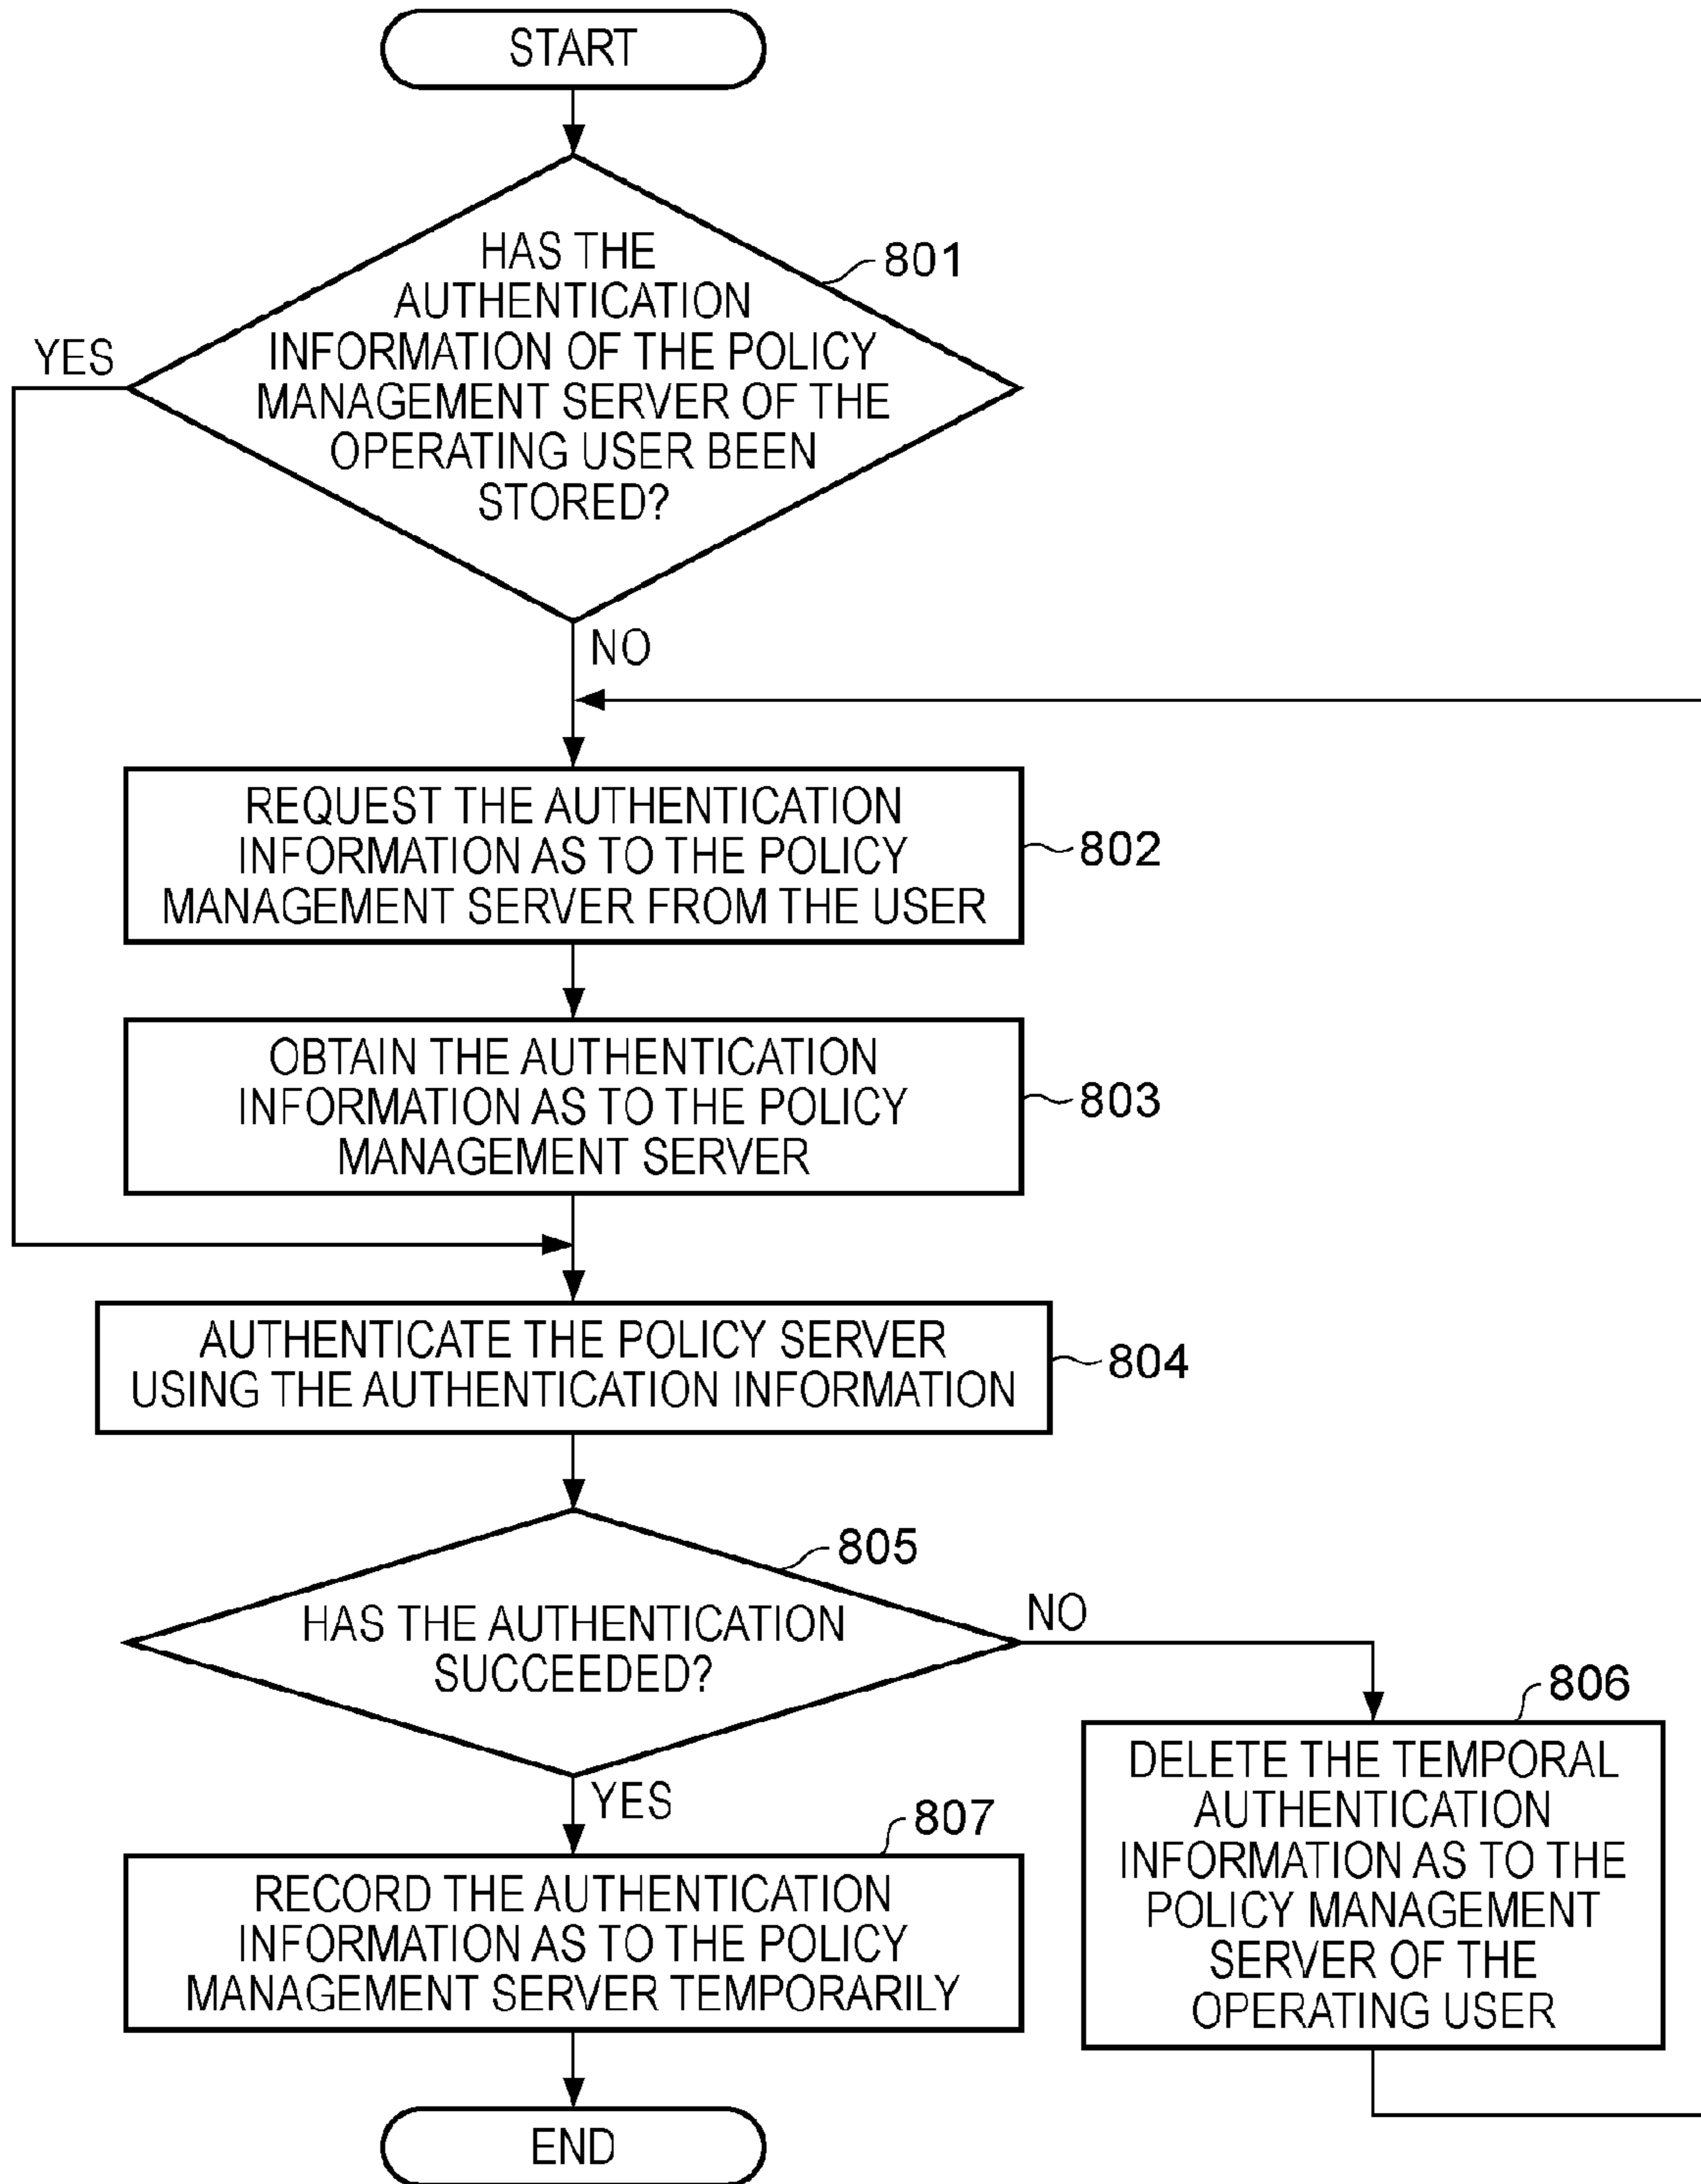 START
HAS THE
AUTHENTICATION
INFORMATION OF THE POLICY
MANAGEMENT SERVER OF THE
OPERATING USER BEEN
STORED?
801
YES
NO
REQUEST THE AUTHENTICATION
INFORMATION AS TO THE POLICY
MANAGEMENT SERVER FROM THE USER
802
OBTAIN THE AUTHENTICATION
INFORMATION AS TO THE POLICY
MANAGEMENT SERVER
803
AUTHENTICATE THE POLICY SERVER
USING THE AUTHENTICATION INFORMATION
804
HAS THE AUTHENTICATION
SUCCEEDED?
805
NO
YES
806
DELETE THE TEMPORAL
AUTHENTICATION
INFORMATION AS TO THE
POLICY MANAGEMENT
SERVER OF THE
OPERATING USER
807
RECORD THE AUTHENTICATION
INFORMATION AS TO THE POLICY
MANAGEMENT SERVER TEMPORARILY
END